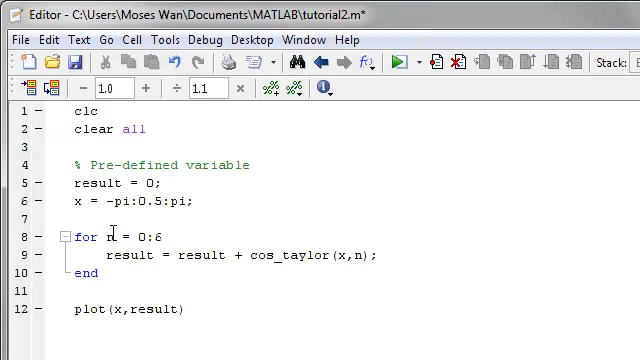 Editor - C:\Users\Moses Wan\Documents\MATLAB\tutorial2.m*
File Edit Text Go Cell Tools Debug Desktop Window Help
Stack:
1.0 1.1
1 clc
2 clear all
3
4 % Pre-defined variable
5 result = 0;
6 x = -pi:0.5:pi;
7
8 for n = 0:6
9 result = result + cos_taylor(x,n);
10 end
11
12 plot(x,result)